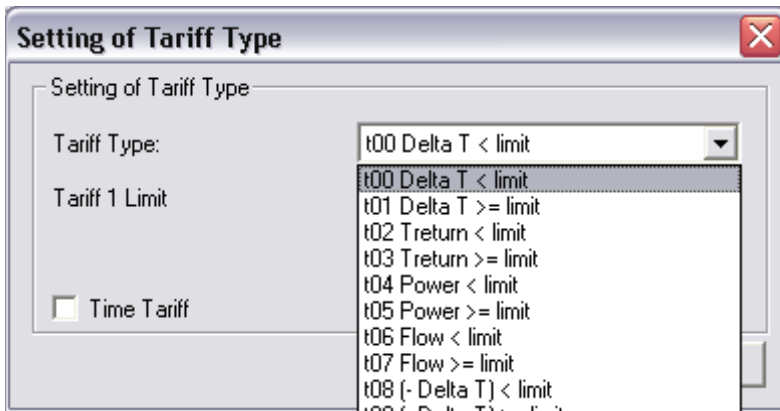 Setting of Tariff Type
Setting of Tariff Type
Tariff Type:
t00 Delta T < limit
t00 Delta T < limit
t01 Delta T >= limit
Tariff 1 Limit
t02 Treturn < limit
t03 Treturn >= limit
t04 Power < limit
t05 Power >= limit
Time Tariff
t06 Flow < limit
t07 Flow >= limit
t08 (- Delta T) < limit